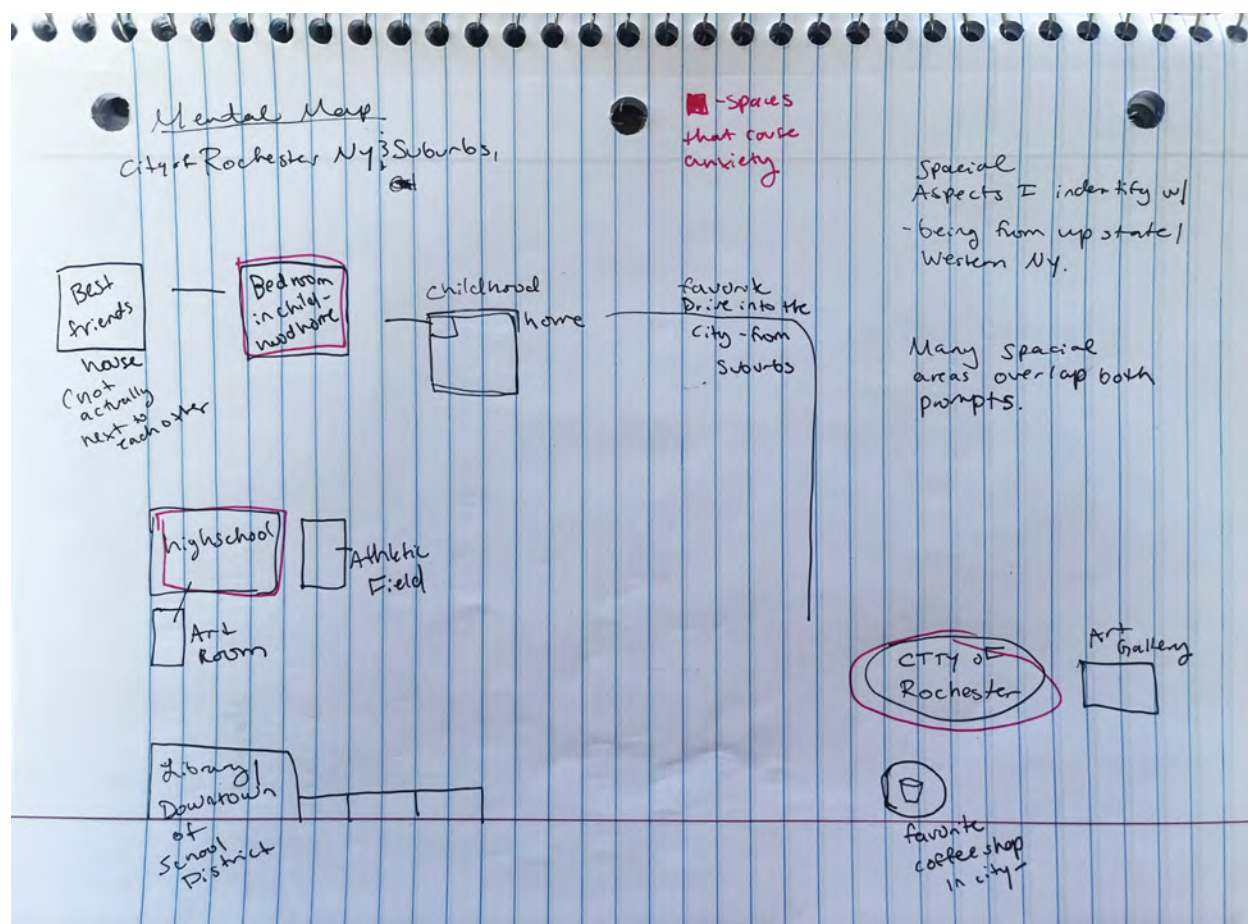 Mental Map
City of Rochester NY & Suburbs,
- Spaces
that cause
anxiety
Spacial
Aspects I indentify w/
- being from upstate/
Western NY.
Many Spacial
areas overlap both
prompts.
Best
friends
house
(not
actually
next to
each other
Bedroom
in child-
hood home
childhood
home
favorite
Drive into the
City - from
Suburbs
highschool
Athletic
Field
Art
Room
Library/
Downtown
of
School
District
CITY OF
Rochester
Art
Gallery
favorite
coffee shop
in city-